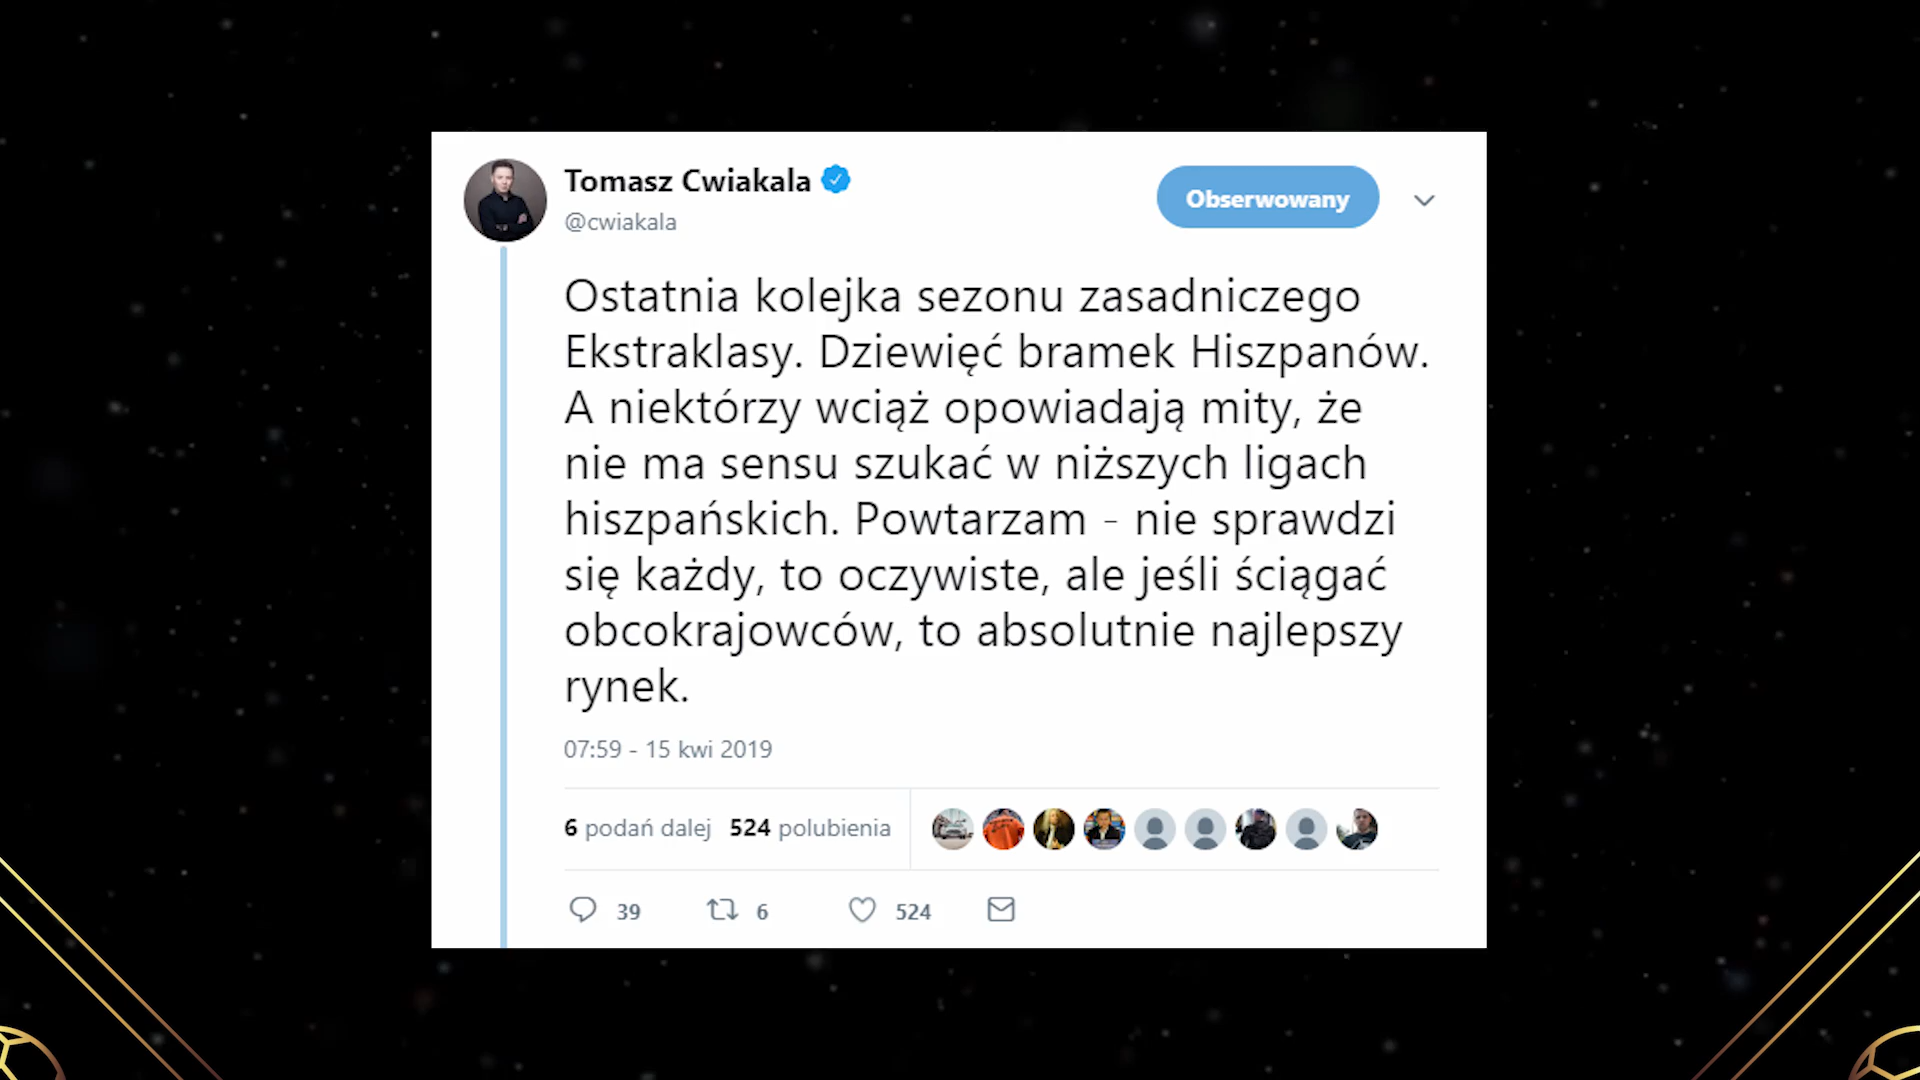 Tomasz Cwiakala
@cwiakala
Obserwowany
Ostatnia kolejka sezonu zasadniczego
Ekstraklasy. Dziewięć bramek Hiszpanów.
A niektórzy wciąż opowiadają mity, że
nie ma sensu szukać w niższych ligach
hiszpańskich. Powtarzam - nie sprawdzi
się każdy, to oczywiste, ale jeśli ściągać
obcokrajowców, to absolutnie najlepszy
rynek.
07:59 - 15 kwi 2019
6 podań dalej 524 polubienia
39 6 524